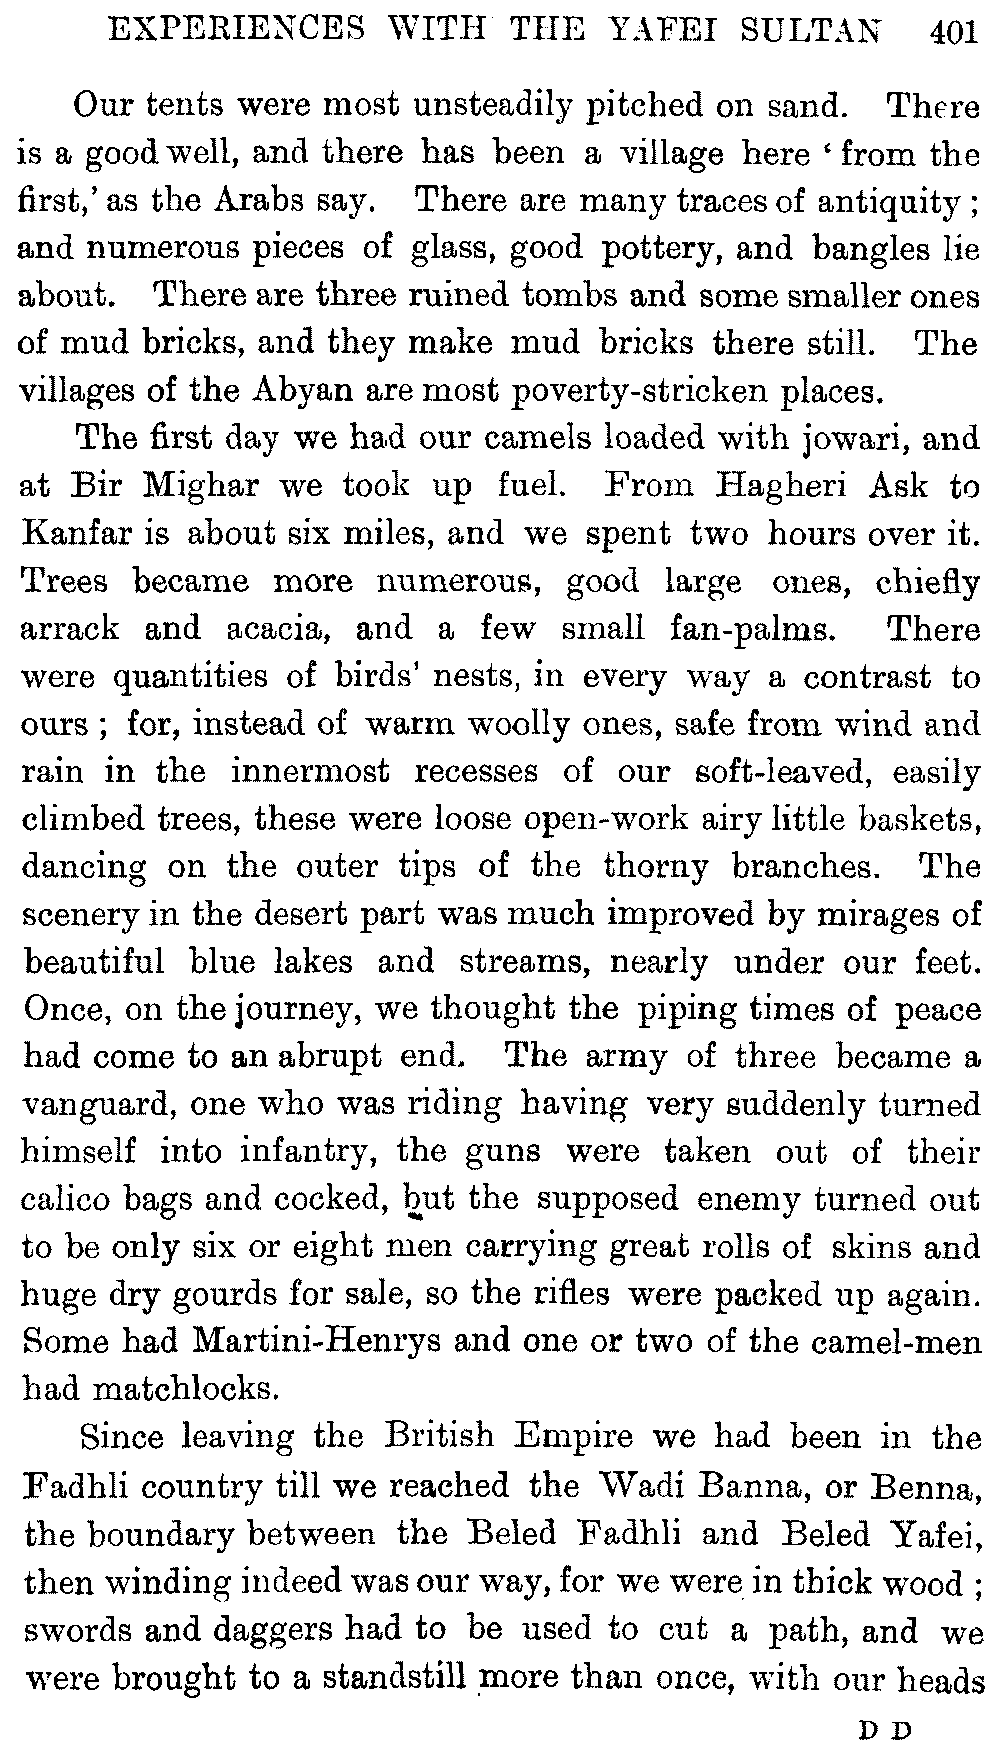 EXPERIENCES WITH THE YAFEI SULTAN 401
Our tents were most unsteadily pitched on sand. There
is a good well, and there has been a village here ‘ from the
first,’ as the Arabs say. There are many traces of antiquity ;
and numerous pieces of glass, good pottery, and bangles lie
about. There are three ruined tombs and some smaller ones
of mud bricks, and they make mud bricks there still. The
villages of the Abyan are most poverty-stricken places.
The first day we had our camels loaded with jowari, and
at Bir Mighar we took up fuel. From Hagheri Ask to
Kanfar is about six miles, and we spent two hours over it.
Trees became more numerous, good large ones, chiefly
arrack and acacia, and a few small fan-palms. There
were quantities of birds’ nests, in every way a contrast to
ours ; for, instead of warm woolly ones, safe from wind and
rain in the innermost recesses of our soft-leaved, easily
climbed trees, these were loose open-work airy little baskets,
dancing on the outer tips of the thorny branches. The
scenery in the desert part was much improved by mirages of
beautiful blue lakes and streams, nearly under our feet.
Once, on the journey, we thought the piping times of peace
had come to an abrupt end. The army of three became a
vanguard, one who was riding having very suddenly turned
himself into infantry, the guns were taken out of their
calico bags and cocked, but the supposed enemy turned out
to be only six or eight men carrying great rolls of skins and
huge dry gourds for sale, so the rifles were packed up again.
Some had Martini-Henrys and one or two of the camel-men
had matchlocks.
Since leaving the British Empire we had been in the
Fadhli country till we reached the Wadi Banna, or Benna,
the boundary between the Beled Fadhli and Beled Yafei,
then winding indeed was our way, for we were in thick wood ;
swords and daggers had to be used to cut a path, and we
were brought to a standstill more than once, with our heads
D D